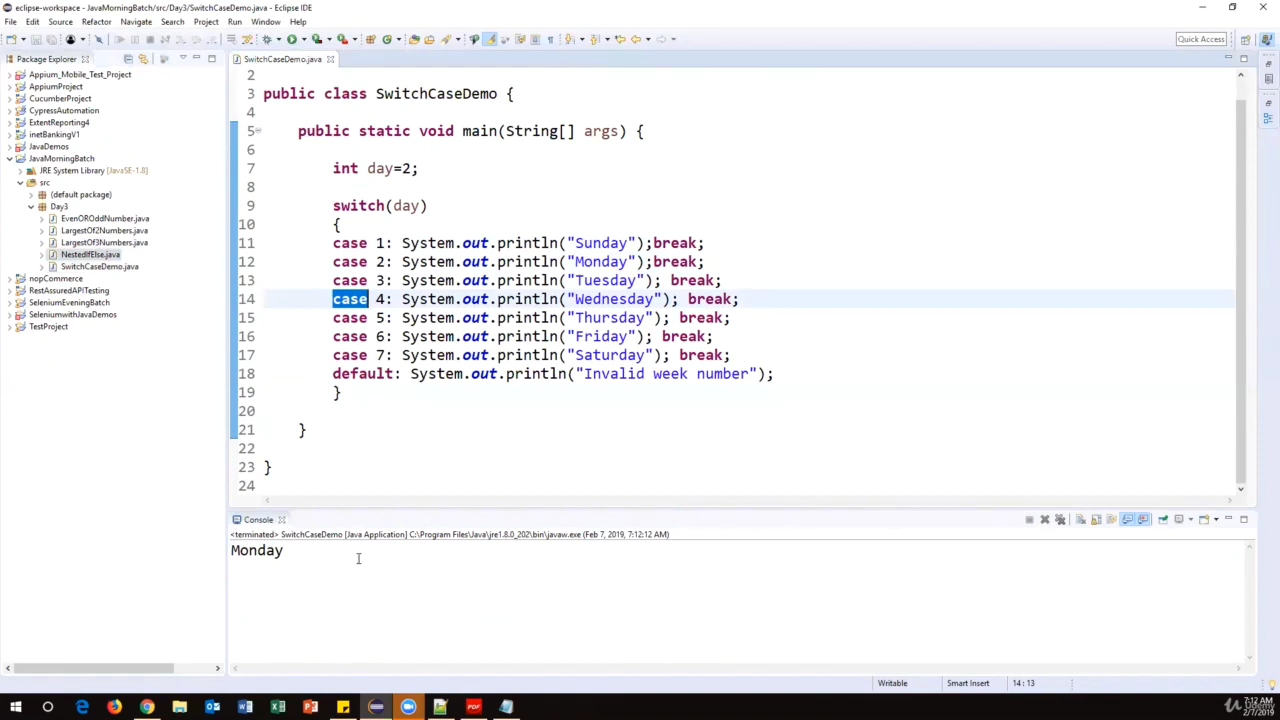 eclipse-workspace - JavaMorningBatch/src/Day3/SwitchCaseDemo.java - Eclipse IDE
File Edit Source Refactor Navigate Search Project Run Window Help
Quick Access
Package Explorer
Appium_Mobile_Test_Project
AppiumProject
CucumberProject
CypressAutomation
ExtentReporting4
inetBankingV1
JavaDemos
JavaMorningBatch
JRE System Library [JavaSE-1.8]
src
(default package)
Day3
EvenOROddNumber.java
LargestOf2Numbers.java
LargestOf3Numbers.java
NestedIfElse.java
SwitchCaseDemo.java
nopCommerce
RestAssuredAPITesting
SeleniumEveningBatch
SeleniumwithJavaDemos
TestProject
SwitchCaseDemo.java
2
3 public class SwitchCaseDemo {
4
5 public static void main(String[] args) {
6
7 int day=2;
8
9 switch(day)
10 {
11 case 1: System.out.println("Sunday");break;
12 case 2: System.out.println("Monday");break;
13 case 3: System.out.println("Tuesday"); break;
14 case 4: System.out.println("Wednesday"); break;
15 case 5: System.out.println("Thursday"); break;
16 case 6: System.out.println("Friday"); break;
17 case 7: System.out.println("Saturday"); break;
18 default: System.out.println("Invalid week number");
19 }
20
21 }
22
23 }
24
Console
<terminated> SwitchCaseDemo [Java Application] C:\Program Files\Java\jre1.8.0_202\bin\javaw.exe (Feb 7, 2019, 7:12:12 AM)
Monday
Writable Smart Insert 14 : 13
7:12 AM
2/7/2019
Udemy